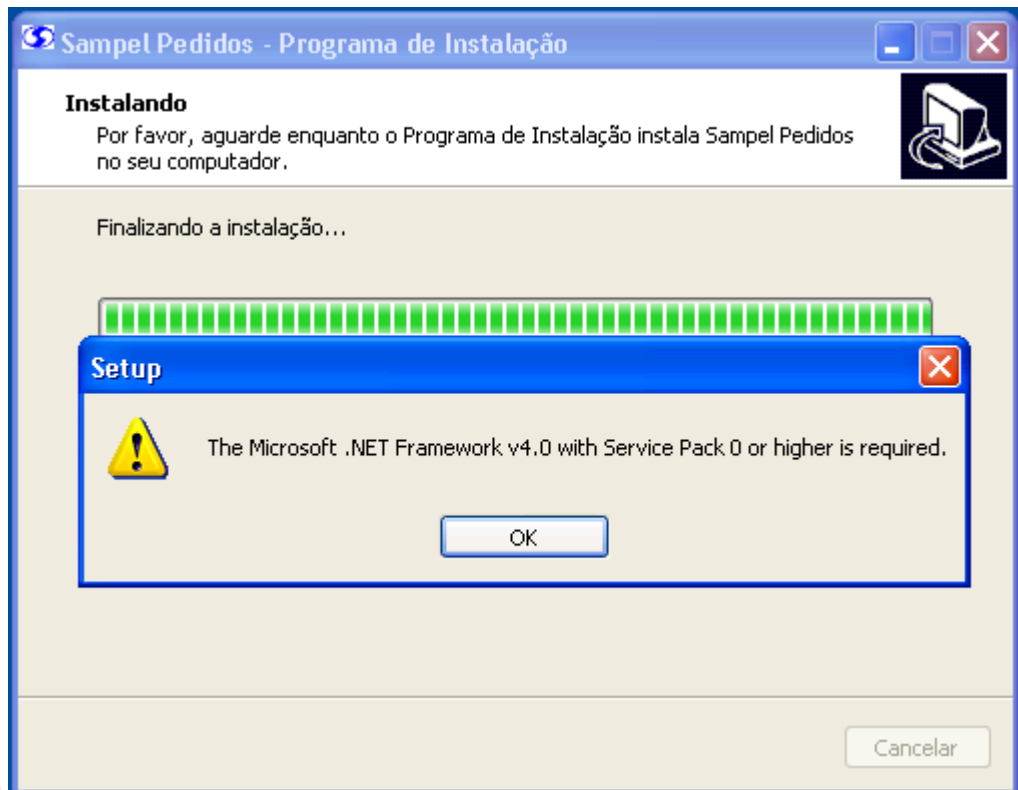 Sampel Pedidos - Programa de Instalação
Instalando
Por favor, aguarde enquanto o Programa de Instalação instala Sampel Pedidos
no seu computador.
Finalizando a instalação...
Setup
The Microsoft .NET Framework v4.0 with Service Pack 0 or higher is required.
OK
Cancelar